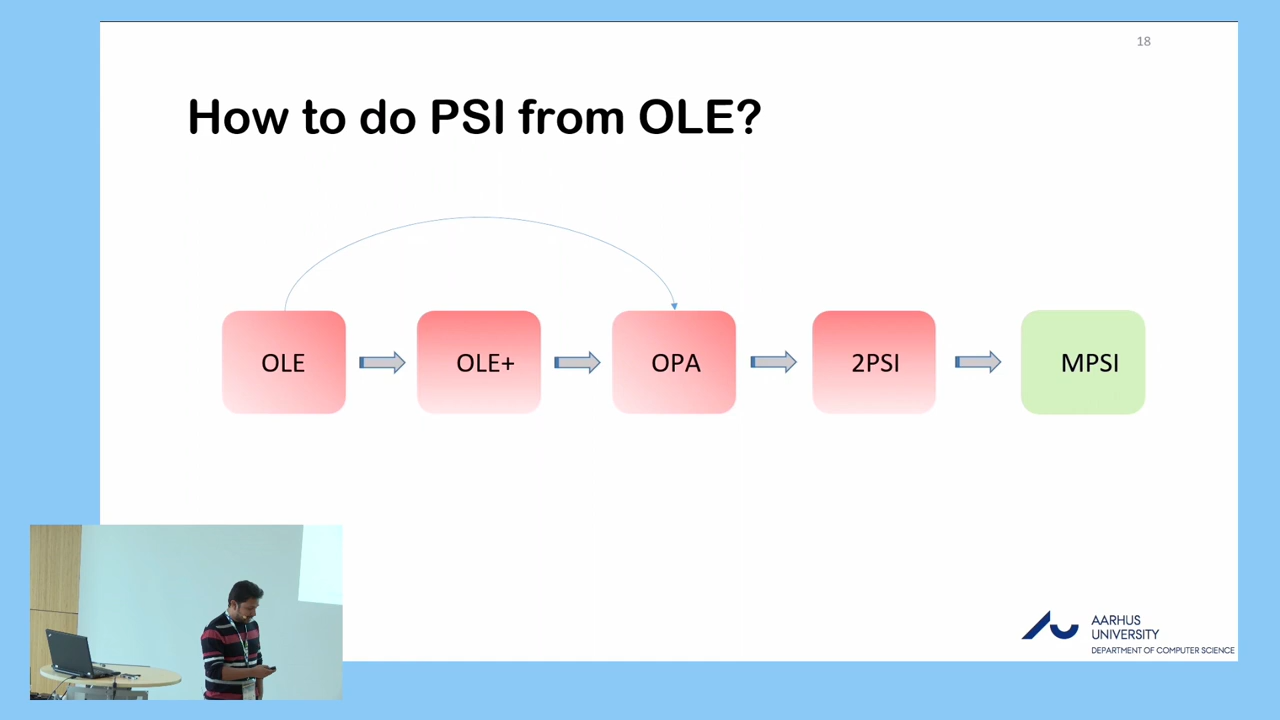 18
How to do PSI from OLE?
OLE
OLE+
OPA
2PSI
MPSI
AARHUS
UNIVERSITY
DEPARTMENT OF COMPUTER SCIENCE